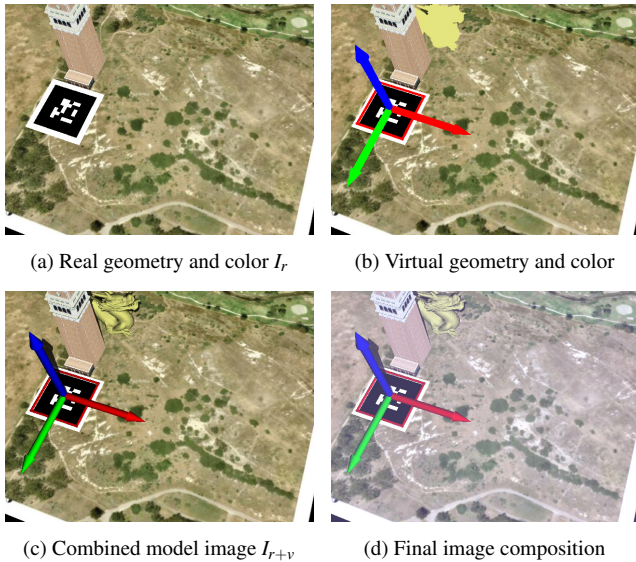 (a) Real geometry and color I_r
(b) Virtual geometry and color
(c) Combined model image I_{r+v}
(d) Final image composition